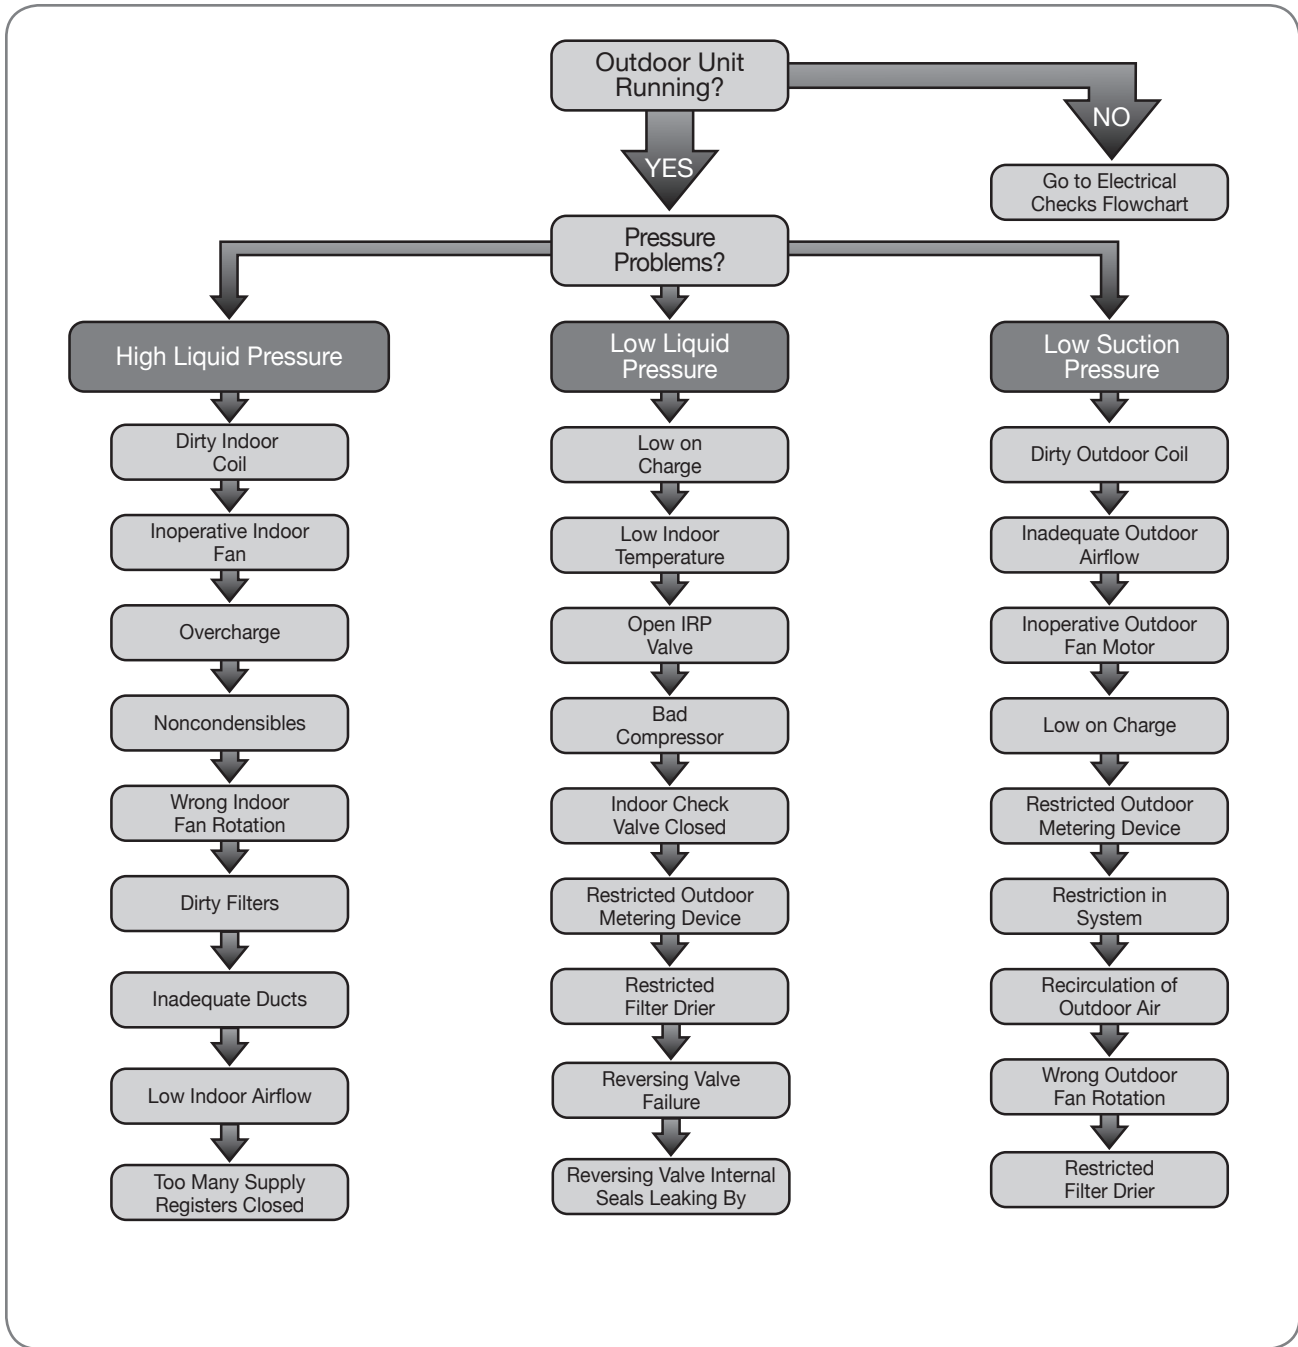 Outdoor Unit
Running?
NO
YES
Go to Electrical
Checks Flowchart
Pressure
Problems?
High Liquid Pressure
Dirty Indoor
Coil
Inoperative Indoor
Fan
Overcharge
Noncondensibles
Wrong Indoor
Fan Rotation
Dirty Filters
Inadequate Ducts
Low Indoor Airflow
Too Many Supply
Registers Closed
Low Liquid
Pressure
Low on
Charge
Low Indoor
Temperature
Open IRP
Valve
Bad
Compressor
Indoor Check
Valve Closed
Restricted Outdoor
Metering Device
Restricted
Filter Drier
Reversing Valve
Failure
Reversing Valve Internal
Seals Leaking By
Low Suction
Pressure
Dirty Outdoor Coil
Inadequate Outdoor
Airflow
Inoperative Outdoor
Fan Motor
Low on Charge
Restricted Outdoor
Metering Device
Restriction in
System
Recirculation of
Outdoor Air
Wrong Outdoor
Fan Rotation
Restricted
Filter Drier